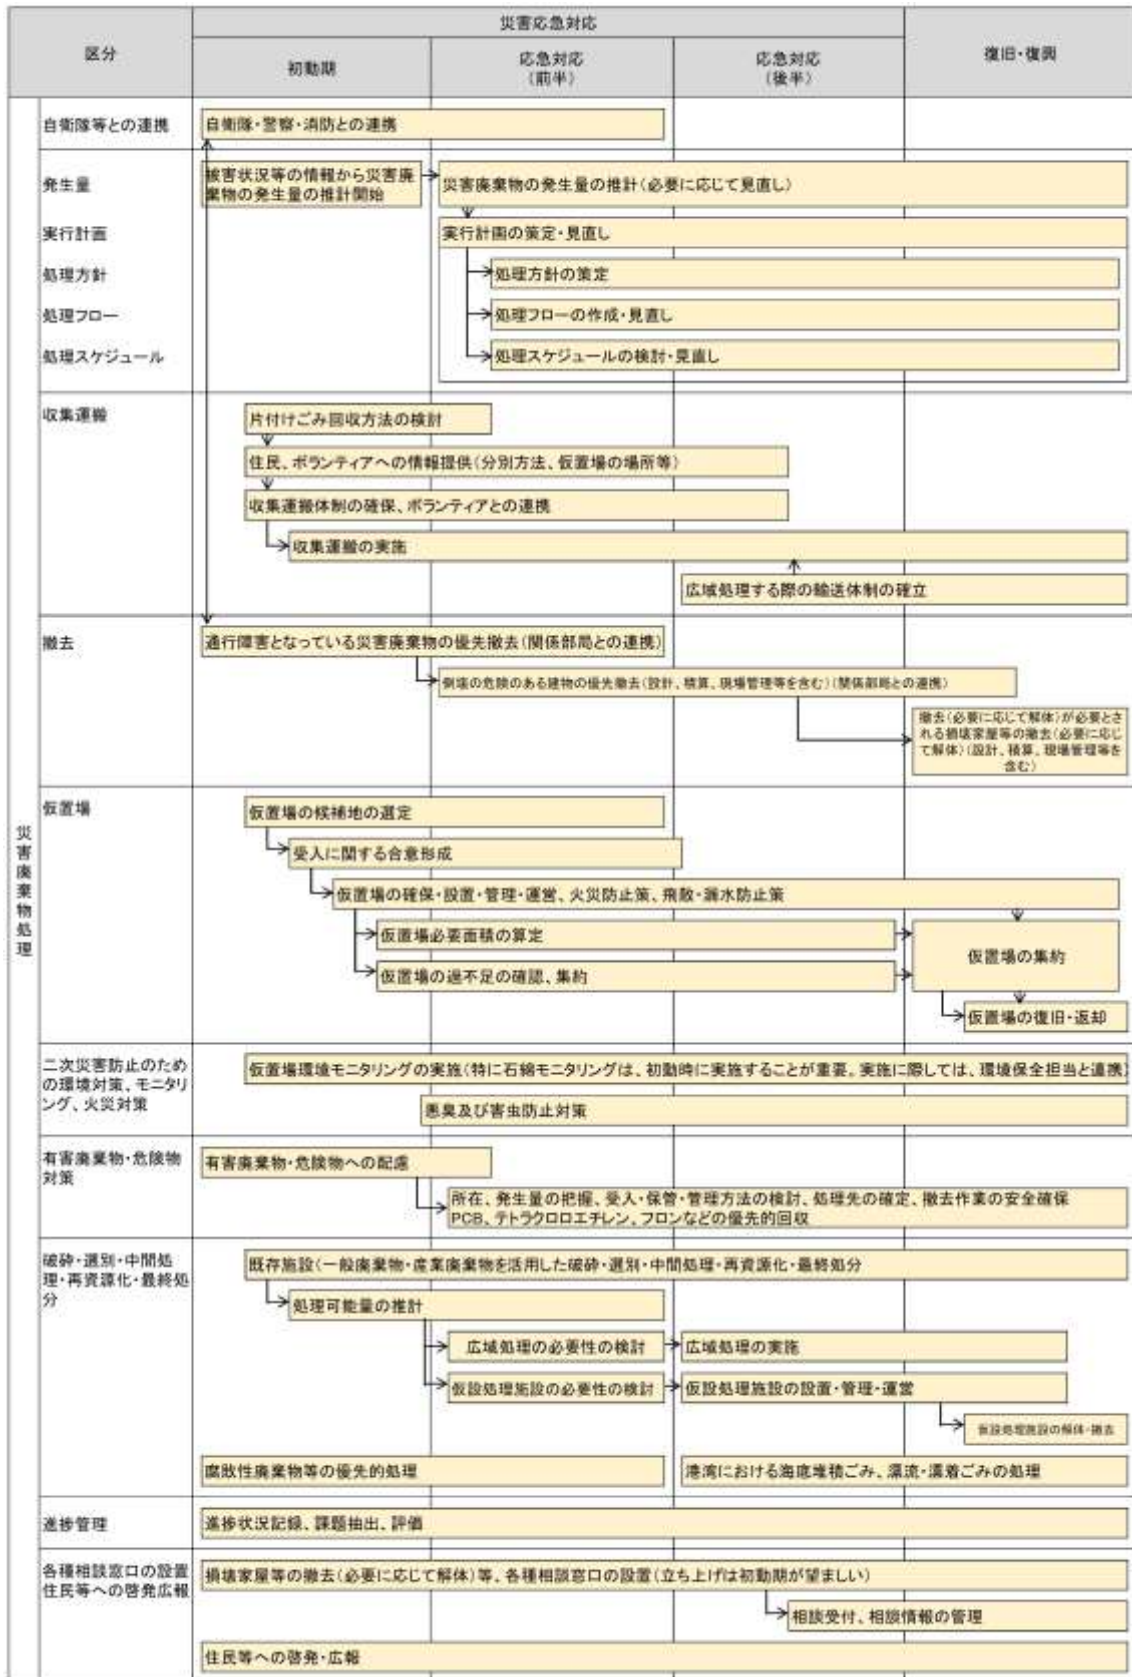 区分
災害応急対応
復旧・復興
初動期
応急対応
(前半)
応急対応
(後半)
災害廃棄物処理
自衛隊等との連携
自衛隊・警察・消防との連携
発生量
被害状況等の情報から災害廃
棄物の発生量の推計開始
災害廃棄物の発生量の推計(必要に応じて見直し)
実行計画
実行計画の策定・見直し
処理方針
処理方針の策定
処理フロー
処理フローの作成・見直し
処理スケジュール
処理スケジュールの検討・見直し
収集運搬
片付けごみ回収方法の検討
住民、ボランティアへの情報提供(分別方法、仮置場の場所等)
収集運搬体制の確保、ボランティアとの連携
収集運搬の実施
広域処理する際の輸送体制の確立
撤去
通行障害となっている災害廃棄物の優先撤去(関係部局との連携)
倒壊の危険のある建物の優先撤去(設計、積算、現場管理等を含む)(関係部局との連携)
撤去(必要に応じて解体)が必要とさ
れる損壊家屋等の撤去(必要に応じ
て解体)(設計、積算、現場管理等を
含む)
仮置場
仮置場の候補地の選定
受入に関する合意形成
仮置場の確保・設置・管理・運営、火災防止策、飛散・漏水防止策
仮置場必要面積の算定
仮置場の過不足の確認、集約
仮置場の集約
仮置場の復旧・返却
二次災害防止のため
の環境対策、モニタリ
ング、火災対策
仮置場環境モニタリングの実施(特に石綿モニタリングは、初動時に実施することが重要。実施に際しては、環境保全担当と連携)
悪臭及び害虫防止対策
有害廃棄物・危険物
対策
有害廃棄物・危険物への配慮
所在、発生量の把握、受入・保管・管理方法の検討、処理先の確定、撤去作業の安全確保
PCB、テトラクロロエチレン、フロンなどの優先的回収
破砕・選別・中間処
理・再資源化・最終処
分
既存施設(一般廃棄物・産業廃棄物を活用した破砕・選別・中間処理・再資源化・最終処分
処理可能量の推計
広域処理の必要性の検討
広域処理の実施
仮設処理施設の必要性の検討
仮設処理施設の設置・管理・運営
仮設処理施設の解体・撤去
腐敗性廃棄物等の優先的処理
港湾における海底堆積ごみ、漂流・漂着ごみの処理
進捗管理
進捗状況記録、課題抽出、評価
各種相談窓口の設置
住民等への啓発広報
損壊家屋等の撤去(必要に応じて解体)等、各種相談窓口の設置(立ち上げは初動期が望ましい)
相談受付、相談情報の管理
住民等への啓発・広報